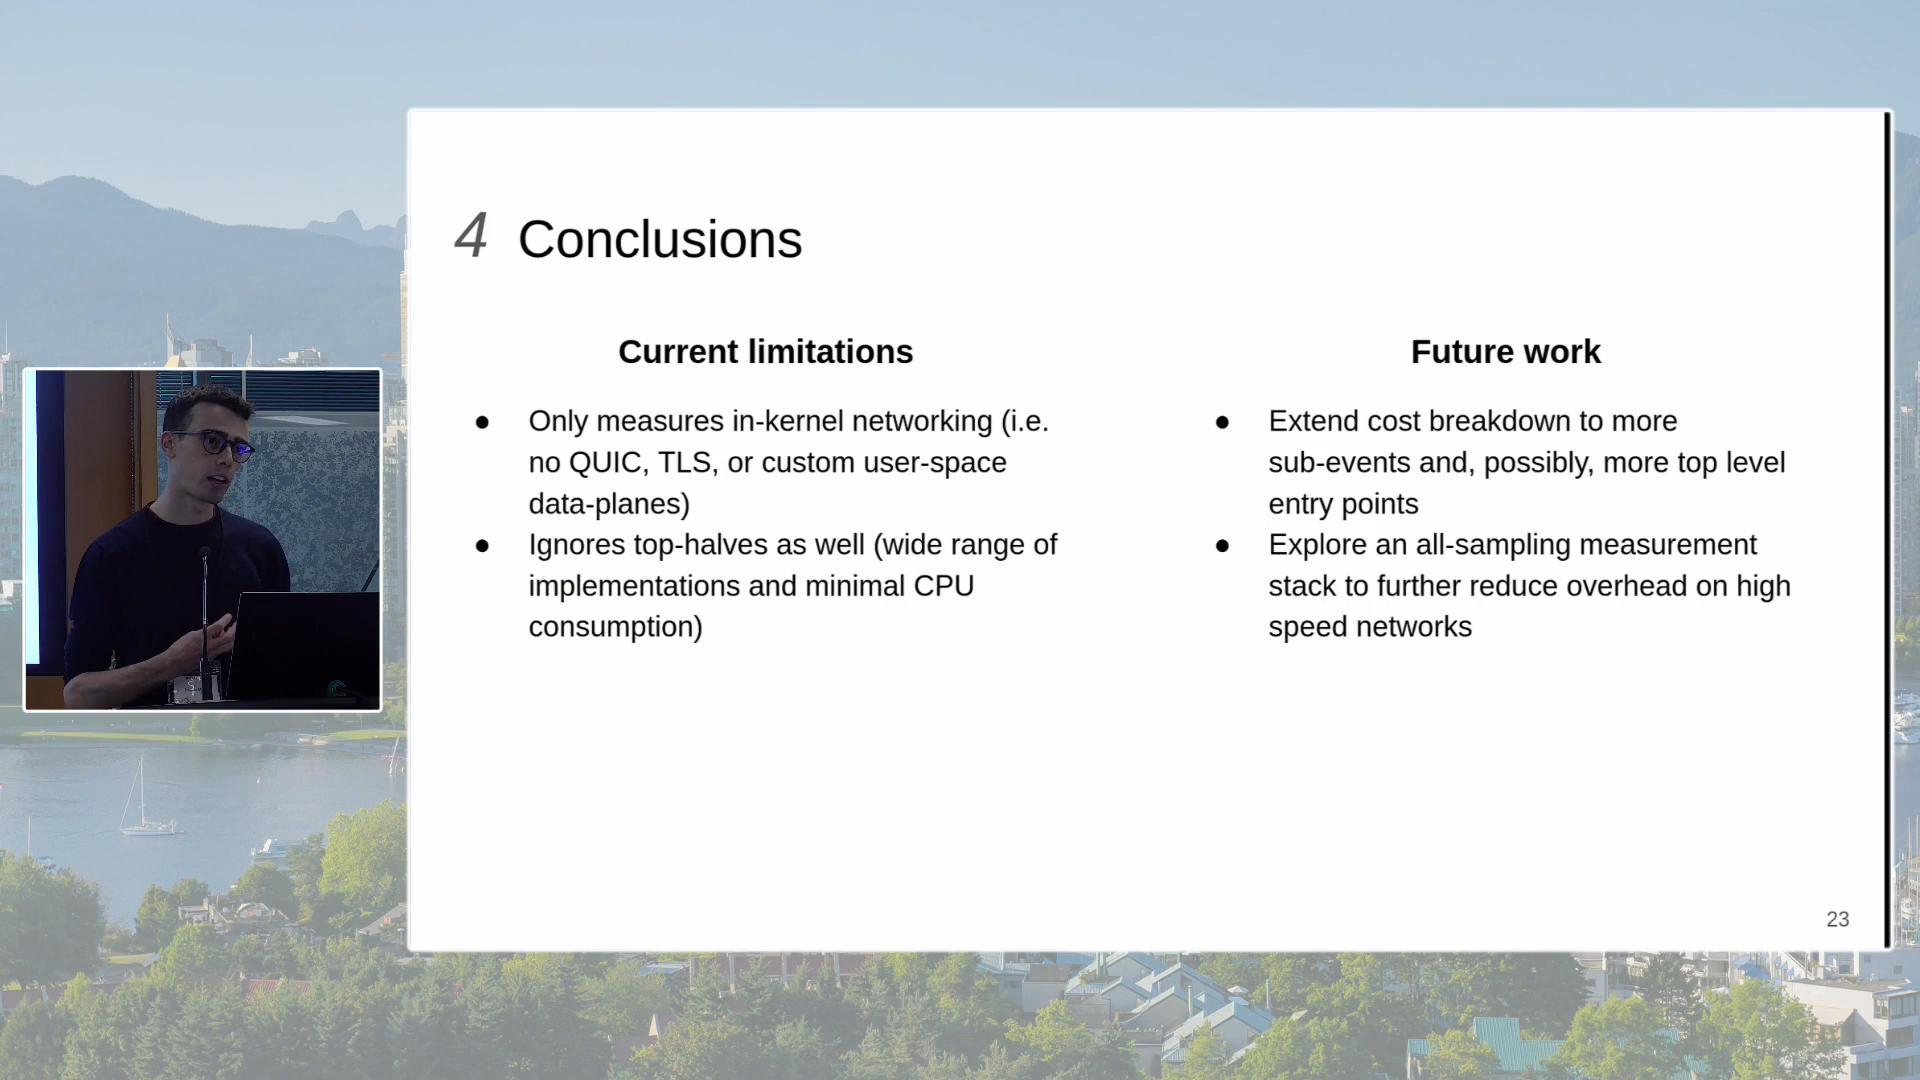 4 Conclusions
Current limitations
● Only measures in-kernel networking (i.e.
no QUIC, TLS, or custom user-space
data-planes)
● Ignores top-halves as well (wide range of
implementations and minimal CPU
consumption)
Future work
● Extend cost breakdown to more
sub-events and, possibly, more top level
entry points
● Explore an all-sampling measurement
stack to further reduce overhead on high
speed networks
23